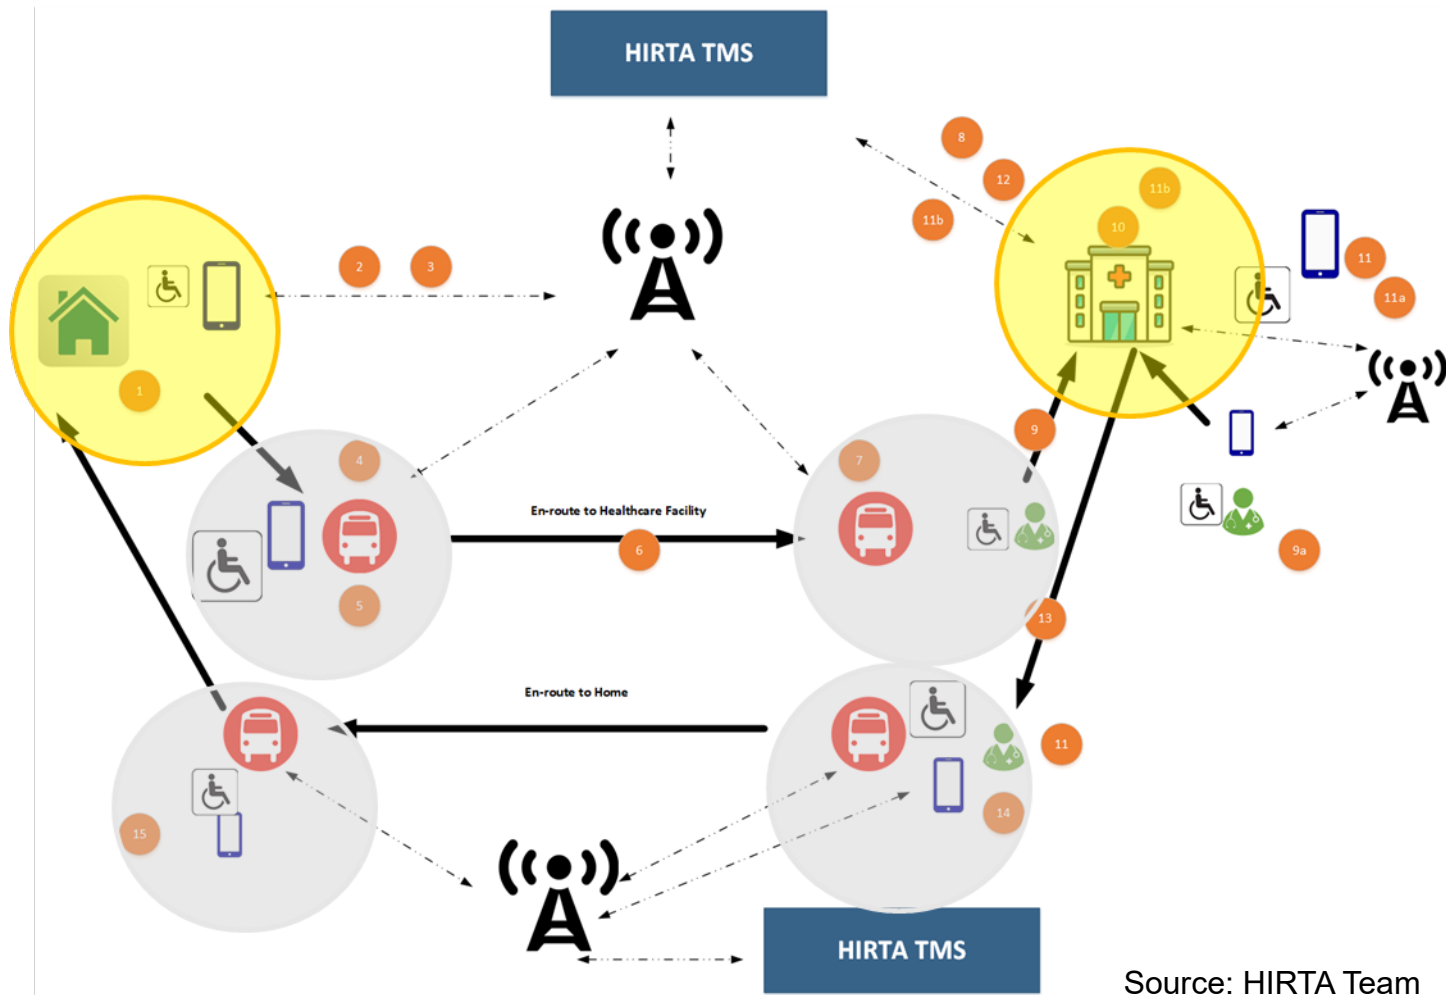 HIRTA TMS
8
12
11b
11b
10
2
3
11
11a
1
4
7
9
En-route to Healthcare Facility
6
9a
5
13
En-route to Home
11
14
15
HIRTA TMS
Source: HIRTA Team